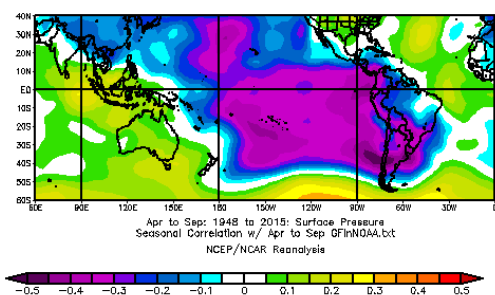 40N
30N
20N
10N
EQ
10S
20S
30S
40S
50S
60S
60E 90E 120E 150E 180 150W 120W 90W 60W 30W 0
Apr to Sep: 1948 to 2015: Surface Pressure
Seasonal Correlation w/ Apr to Sep GFInNOAA.txt
NCEP/NCAR Reanalysis
-0.5 -0.4 -0.3 -0.2 -0.1 0 0.1 0.2 0.3 0.4 0.5